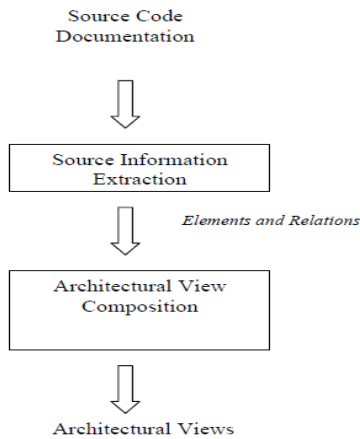 Source Code
Documentation
Source Information
Extraction
Elements and Relations
Architectural View
Composition
Architectural Views